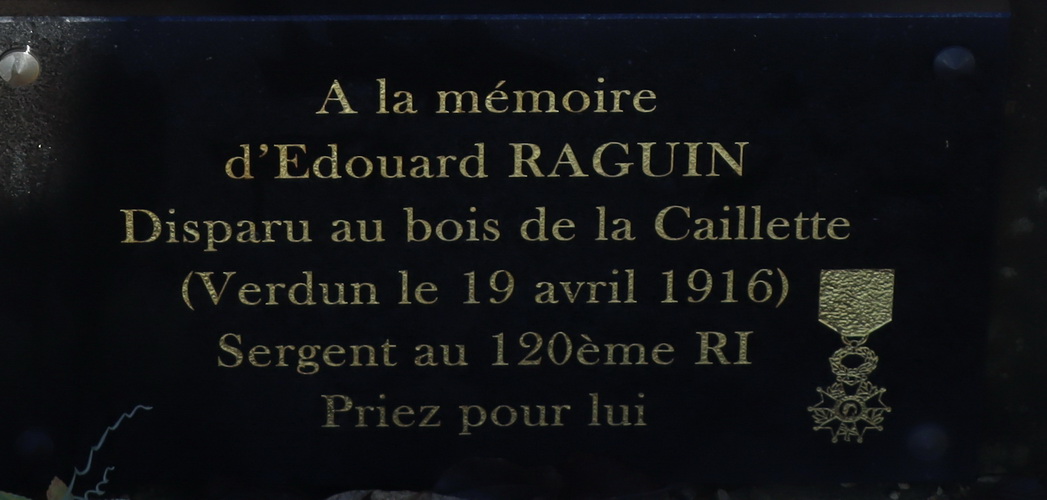 A la mémoire
d'Edouard RAGUIN
Disparu au bois de la Caillette
(Verdun le 19 avril 1916)
Sergent au 120ème RI
Priez pour lui